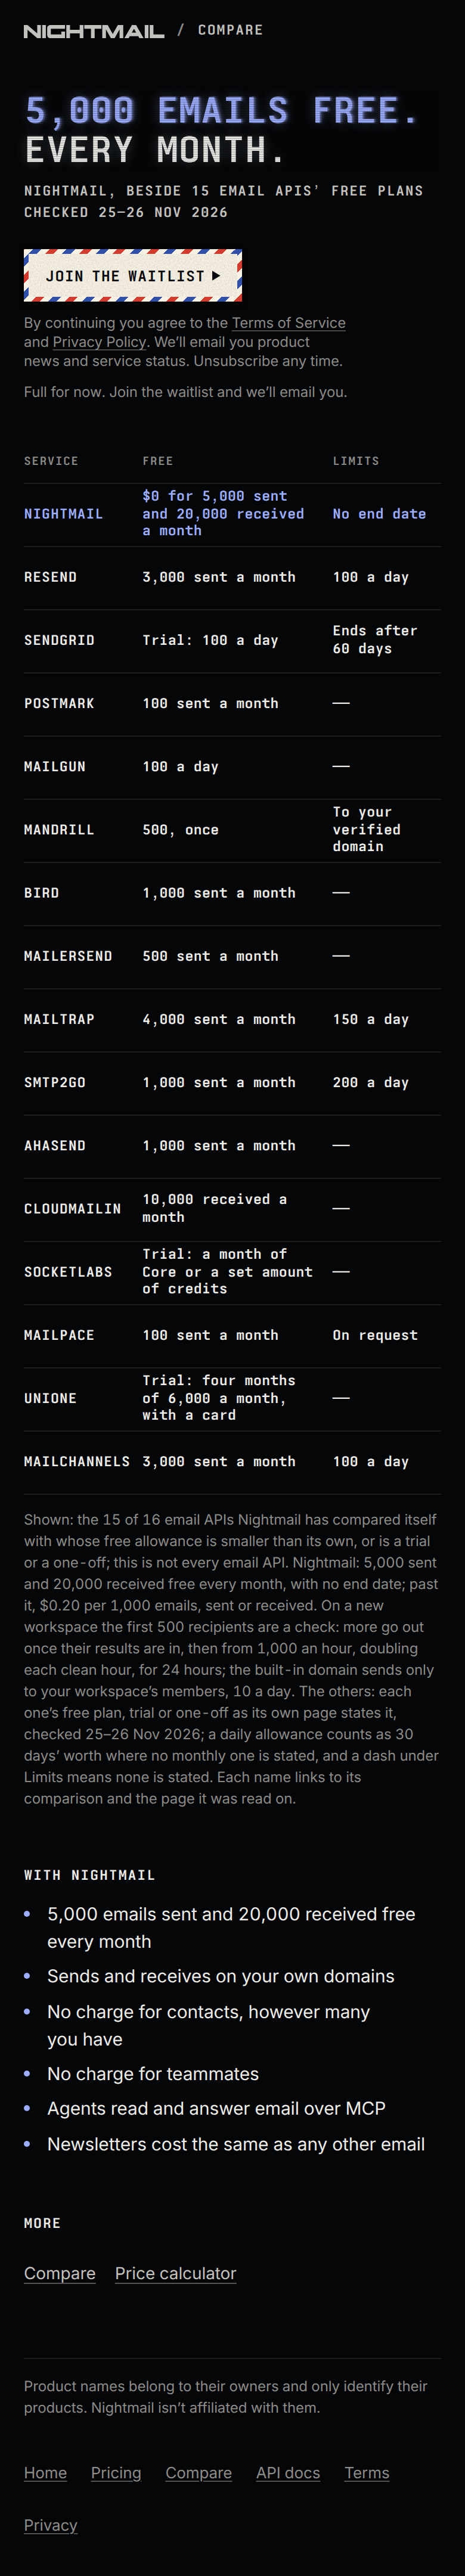 NIGHTMAIL / COMPARE
5,000 EMAILS FREE.
EVERY MONTH.
NIGHTMAIL, BESIDE 15 EMAIL APIS’ FREE PLANS
CHECKED 25–26 NOV 2026
JOIN THE WAITLIST ▶
By continuing you agree to the Terms of Service
and Privacy Policy. We’ll email you product
news and service status. Unsubscribe any time.
Full for now. Join the waitlist and we’ll email you.
SERVICE FREE LIMITS
NIGHTMAIL $0 for 5,000 sent and 20,000 received a month No end date
RESEND 3,000 sent a month 100 a day
SENDGRID Trial: 100 a day Ends after 60 days
POSTMARK 100 sent a month —
MAILGUN 100 a day —
MANDRILL 500, once To your verified domain
BIRD 1,000 sent a month —
MAILERSEND 500 sent a month —
MAILTRAP 4,000 sent a month 150 a day
SMTP2GO 1,000 sent a month 200 a day
AHASEND 1,000 sent a month —
CLOUDMAILIN 10,000 received a month —
SOCKETLABS Trial: a month of Core or a set amount of credits —
MAILPACE 100 sent a month On request
UNIONE Trial: four months of 6,000 a month, with a card —
MAILCHANNELS 3,000 sent a month 100 a day
Shown: the 15 of 16 email APIs Nightmail has compared itself
with whose free allowance is smaller than its own, or is a trial
or a one-off; this is not every email API. Nightmail: 5,000 sent
and 20,000 received free every month, with no end date; past
it, $0.20 per 1,000 emails, sent or received. On a new
workspace the first 500 recipients are a check: more go out
once their results are in, then from 1,000 an hour, doubling
each clean hour, for 24 hours; the built-in domain sends only
to your workspace’s members, 10 a day. The others: each
one’s free plan, trial or one-off as its own page states it,
checked 25–26 Nov 2026; a daily allowance counts as 30
days’ worth where no monthly one is stated, and a dash under
Limits means none is stated. Each name links to its
comparison and the page it was read on.
WITH NIGHTMAIL
• 5,000 emails sent and 20,000 received free
every month
• Sends and receives on your own domains
• No charge for contacts, however many
you have
• No charge for teammates
• Agents read and answer email over MCP
• Newsletters cost the same as any other email
MORE
Compare Price calculator
Product names belong to their owners and only identify their
products. Nightmail isn’t affiliated with them.
Home Pricing Compare API docs Terms
Privacy